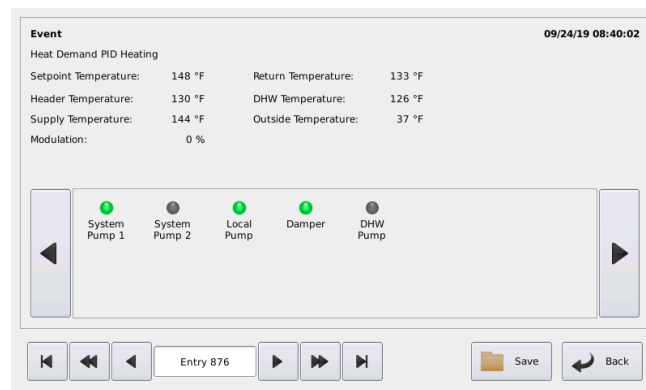 Event 09/24/19 08:40:02
Heat Demand PID Heating
Setpoint Temperature: 148 °F Return Temperature: 133 °F
Header Temperature: 130 °F DHW Temperature: 126 °F
Supply Temperature: 144 °F Outside Temperature: 37 °F
Modulation: 0 %
System Pump 1
System Pump 2
Local Pump
Damper
DHW Pump
Entry 876
Save
Back